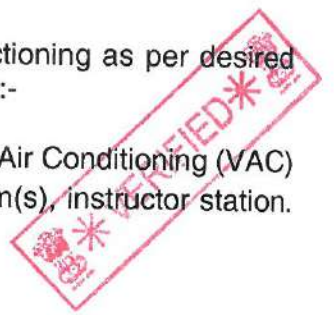 ctioning as per desired
:-
Air Conditioning (VAC)
n(s), instructor station.
*VERIFIED*